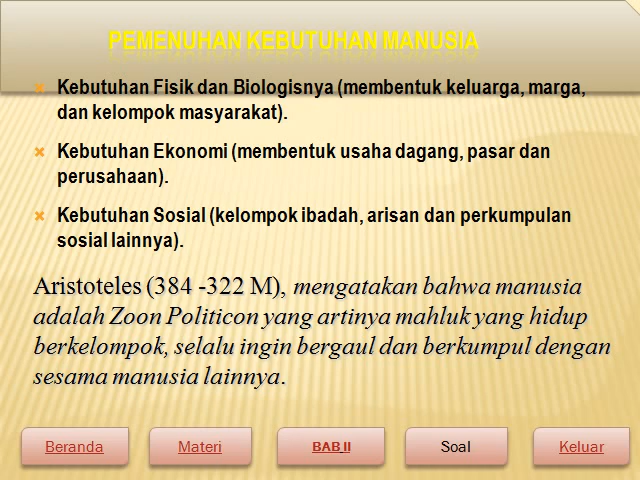 PEMENUHAN KEBUTUHAN MANUSIA
Kebutuhan Fisik dan Biologisnya (membentuk keluarga, marga,
dan kelompok masyarakat).
Kebutuhan Ekonomi (membentuk usaha dagang, pasar dan
perusahaan).
Kebutuhan Sosial (kelompok ibadah, arisan dan perkumpulan
sosial lainnya).
Aristoteles (384 -322 M), mengatakan bahwa manusia
adalah Zoon Politicon yang artinya mahluk yang hidup
berkelompok, selalu ingin bergaul dan berkumpul dengan
sesama manusia lainnya.
Beranda
Materi
BAB II
Soal
Keluar